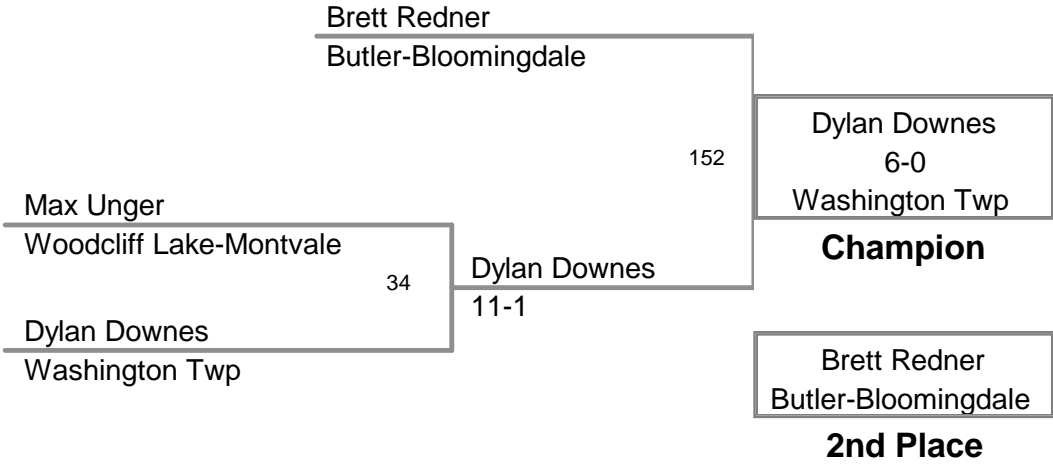 Brett Redner
Butler-Bloomingdale
152
Dylan Downes
6-0
Washington Twp
Champion
Max Unger
Woodcliff Lake-Montvale
34
Dylan Downes
11-1
Dylan Downes
Washington Twp
Brett Redner
Butler-Bloomingdale
2nd Place